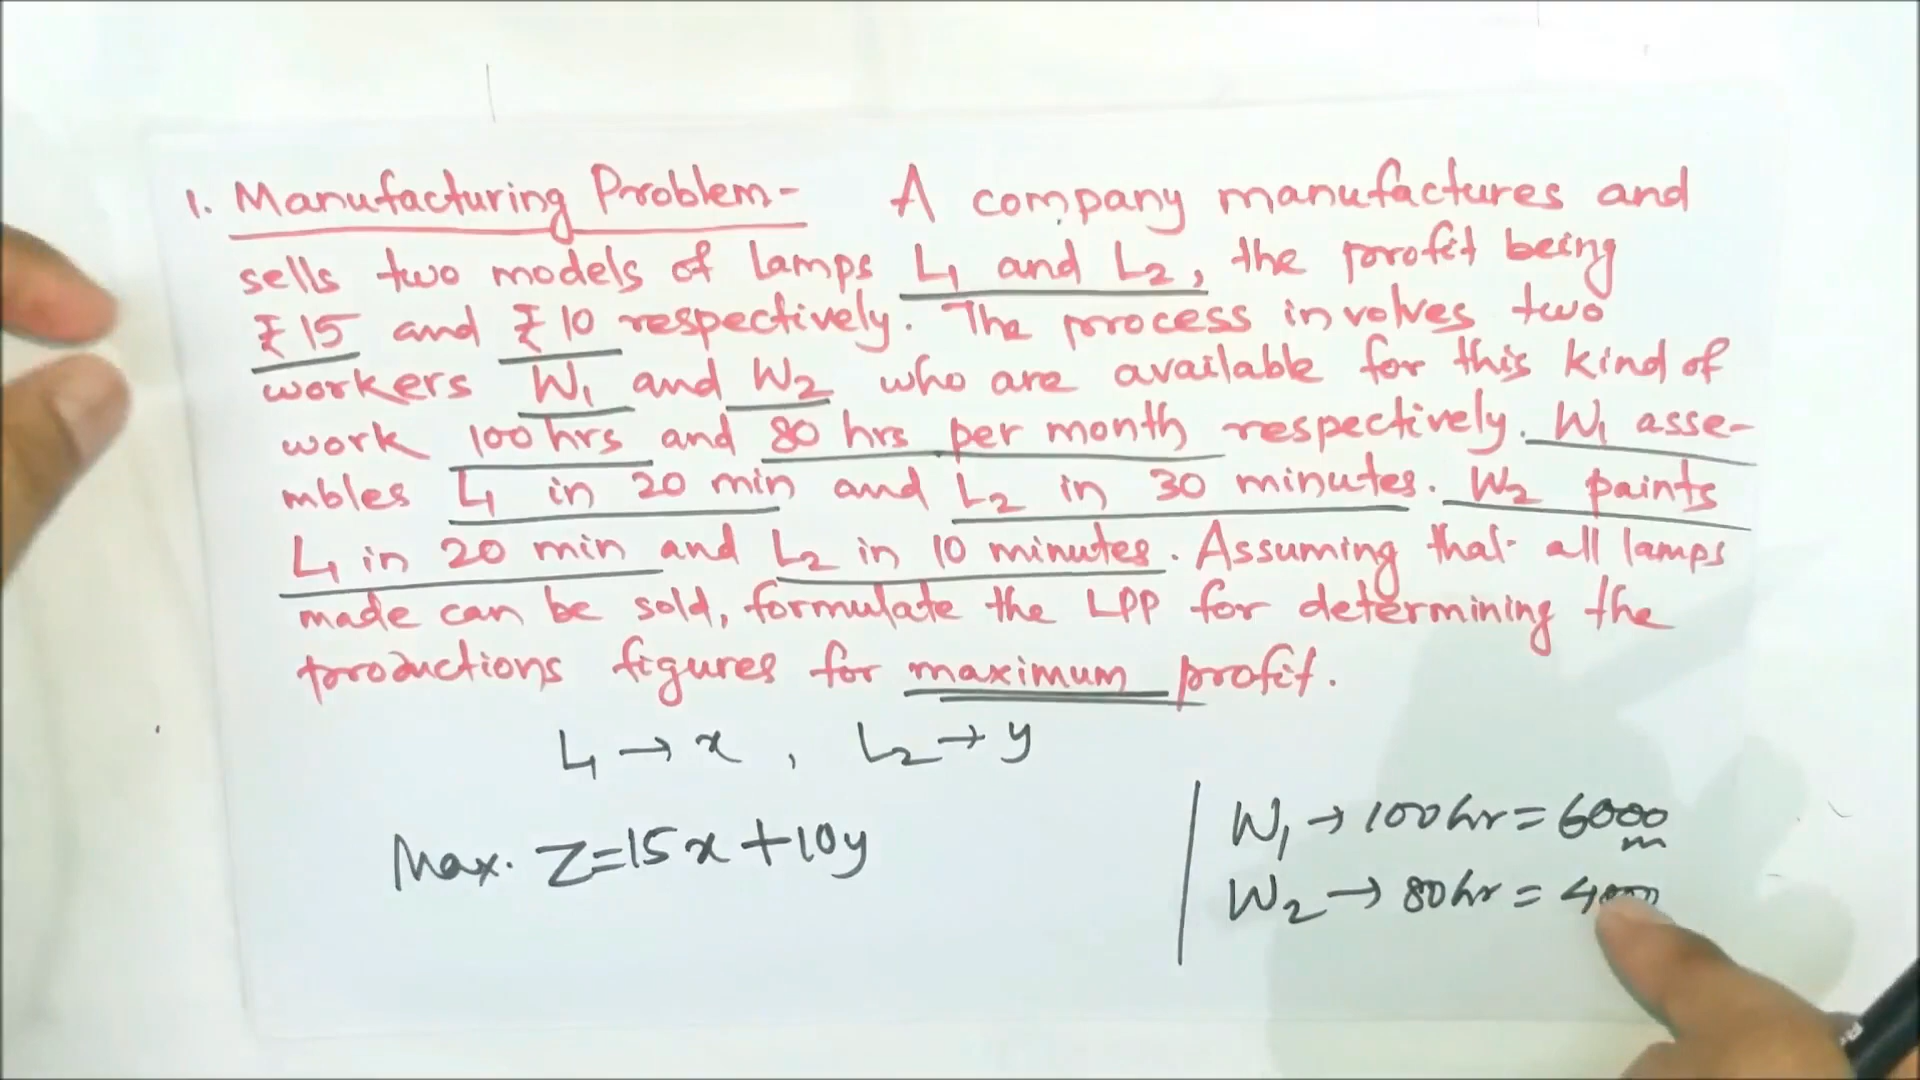 1. Manufacturing Problem- A company manufactures and
sells two models of lamps L1 and L2, the profit being
₹15 and ₹10 respectively. The process involves two
workers W1 and W2 who are available for this kind of
work 100hrs and 80 hrs per month respectively. W1 asse-
mbles L1 in 20 min and L2 in 30 minutes. W2 paints
L1 in 20 min and L2 in 10 minutes. Assuming that all lamps
made can be sold, formulate the LPP for determining the
productions figures for maximum profit.
L1 → x , L2 → y
Max. Z=15x+10y
W1 → 100hr = 6000
m
W2 → 80hr =